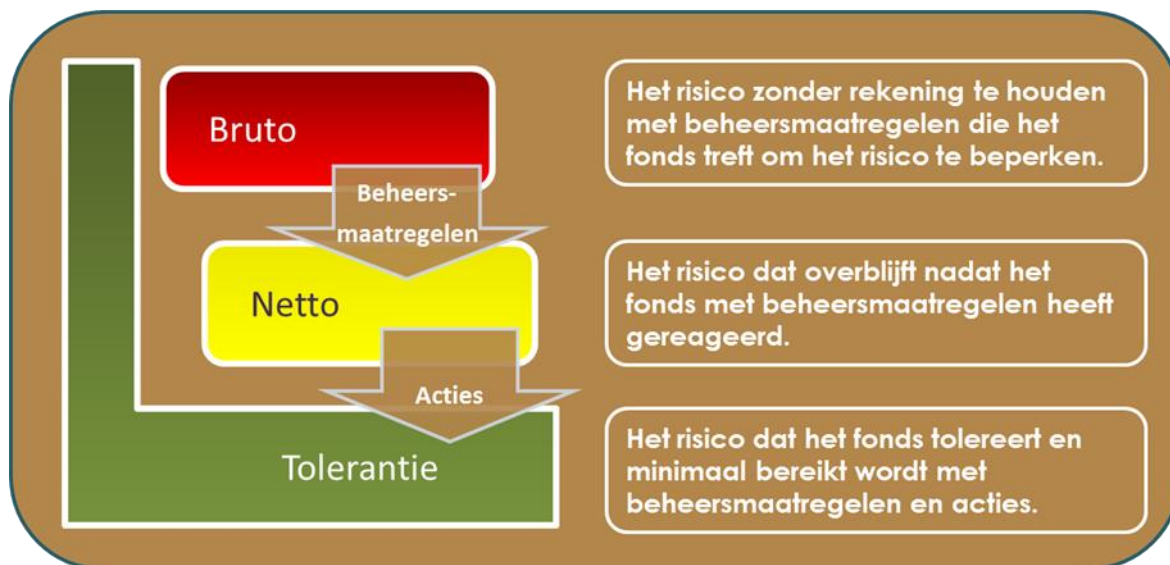 Bruto
Het risico zonder rekening te houden
met beheersmaatregelen die het
fonds treft om het risico te beperken.
Beheers-
maatregelen
Netto
Het risico dat overblijft nadat het
fonds met beheersmaatregelen heeft
gereageerd.
Acties
Tolerantie
Het risico dat het fonds tolereert en
minimaal bereikt wordt met
beheersmaatregelen en acties.